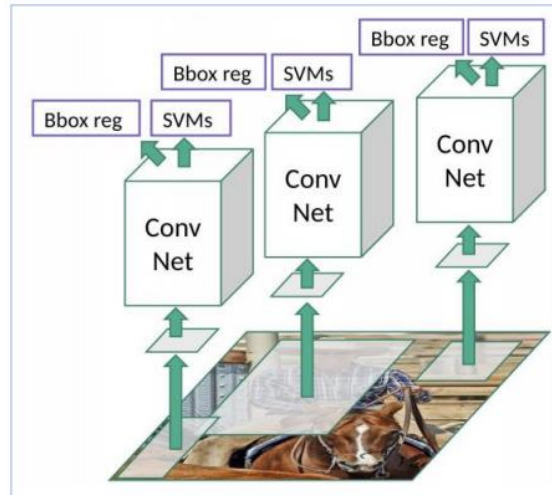 Bbox reg SVMs
Bbox reg SVMs
Bbox reg SVMs
Conv
Net
Conv
Net
Conv
Net